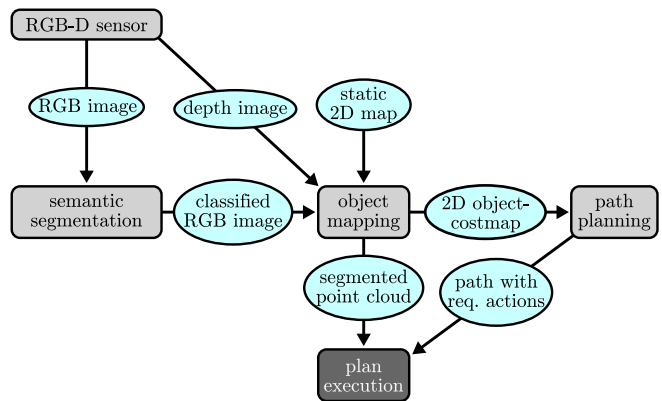 RGB-D sensor
RGB image
depth image
static
2D map
semantic
segmentation
classified
RGB image
object
mapping
2D object-
costmap
path
planning
segmented
point cloud
path with
req. actions
plan
execution